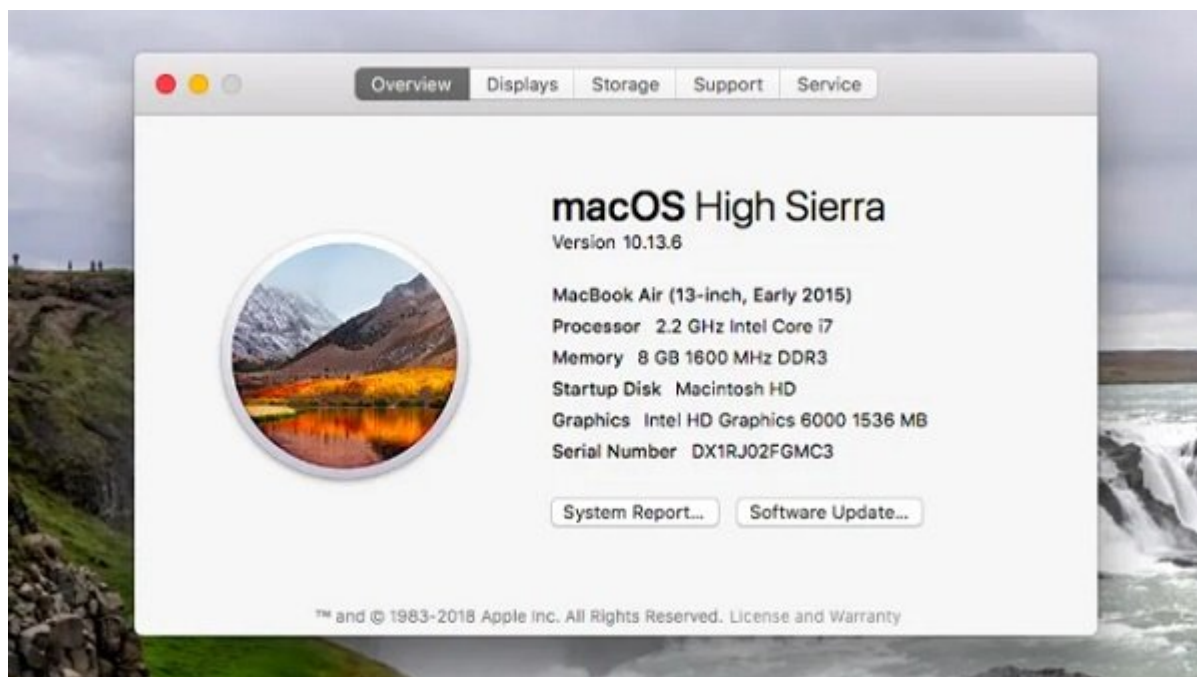 Overview Displays Storage Support Service
macOS High Sierra
Version 10.13.6
MacBook Air (13-inch, Early 2015)
Processor 2.2 GHz Intel Core i7
Memory 8 GB 1600 MHz DDR3
Startup Disk Macintosh HD
Graphics Intel HD Graphics 6000 1536 MB
Serial Number DX1RJ02FGMC3
System Report... Software Update...
™ and © 1983-2018 Apple Inc. All Rights Reserved. License and Warranty